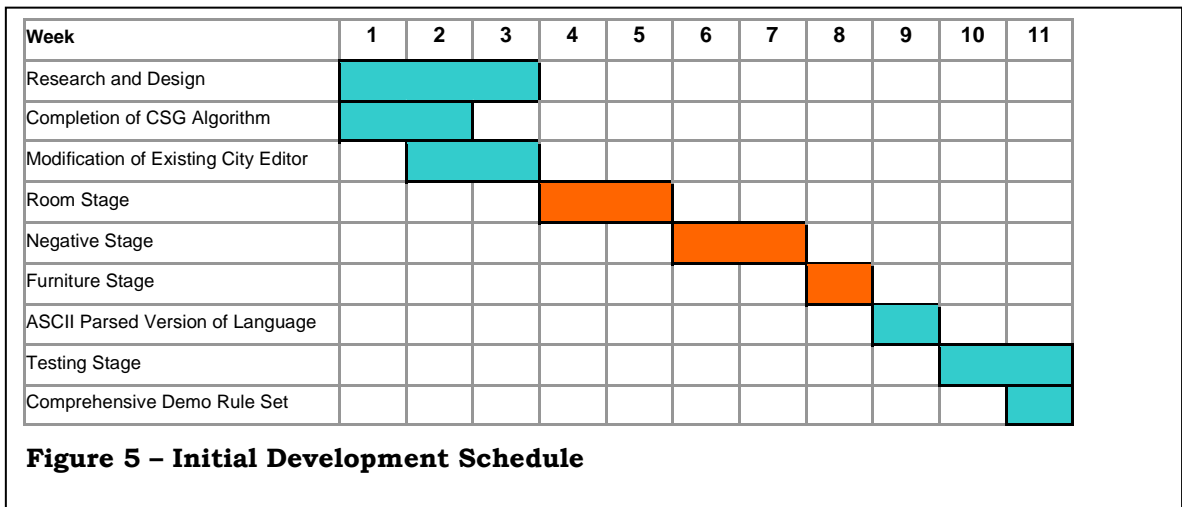 Week 1 2 3 4 5 6 7 8 9 10 11
Research and Design
Completion of CSG Algorithm
Modification of Existing City Editor
Room Stage
Negative Stage
Furniture Stage
ASCII Parsed Version of Language
Testing Stage
Comprehensive Demo Rule Set
Figure 5 – Initial Development Schedule